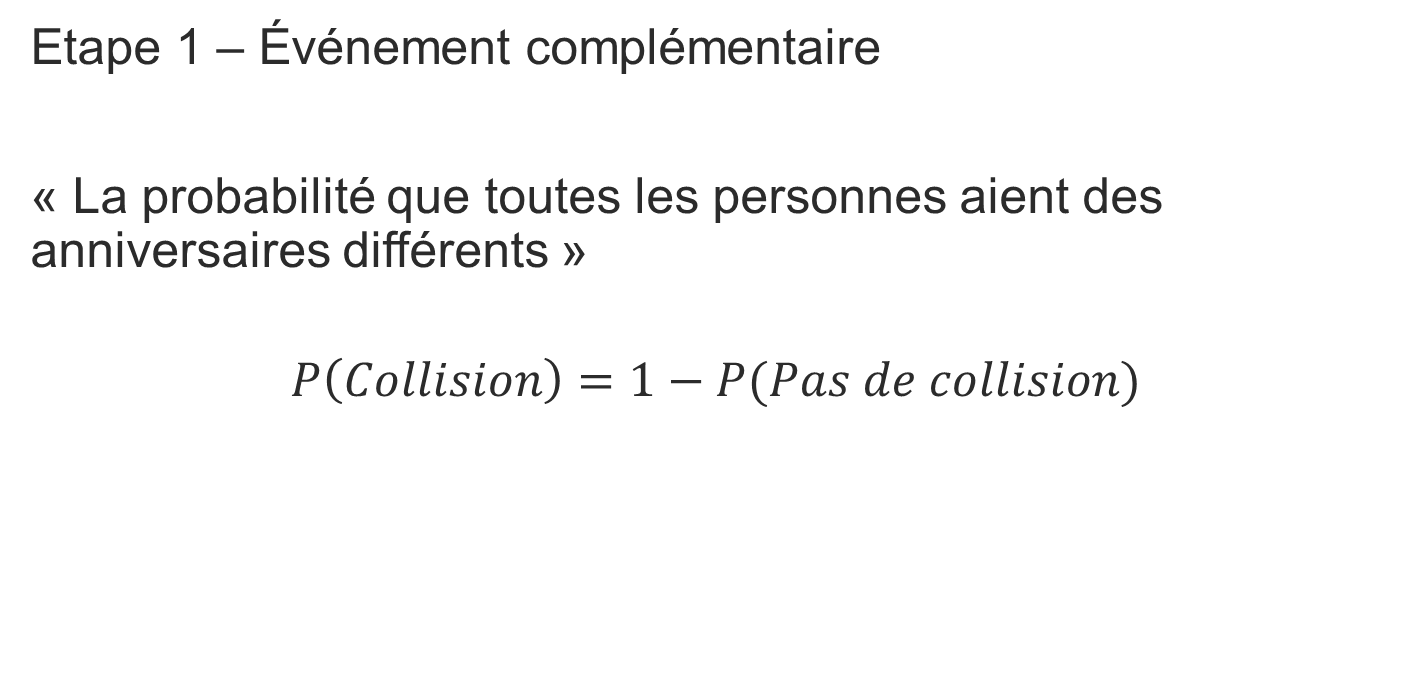 Etape 1 – Événement complémentaire
« La probabilité que toutes les personnes aient des
anniversaires différents »
P(Collision) = 1 − P(Pas de collision)